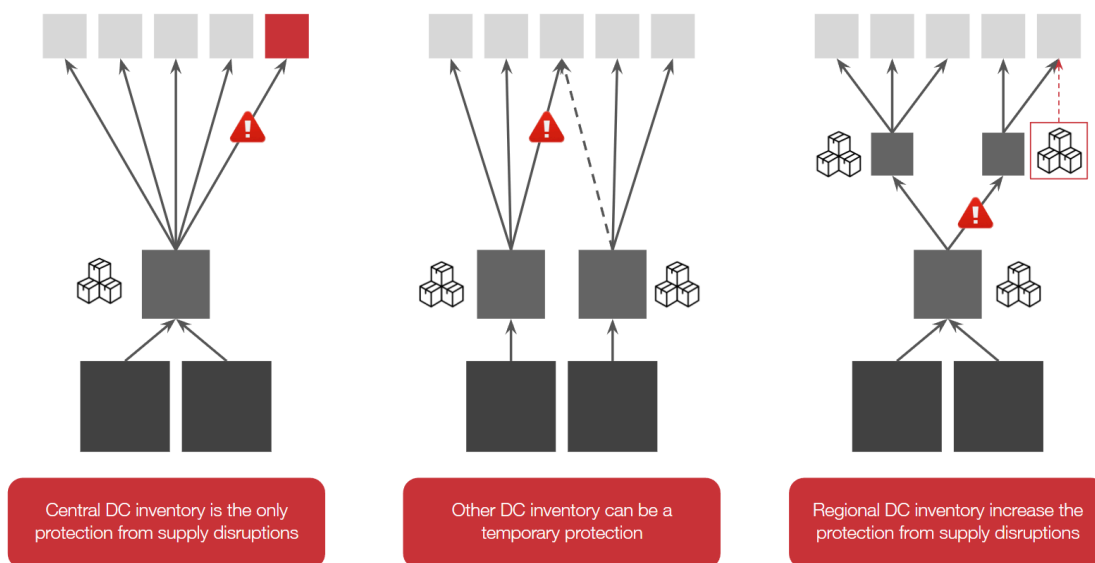 Central DC inventory is the only
protection from supply disruptions
Other DC inventory can be a
temporary protection
Regional DC inventory increase the
protection from supply disruptions